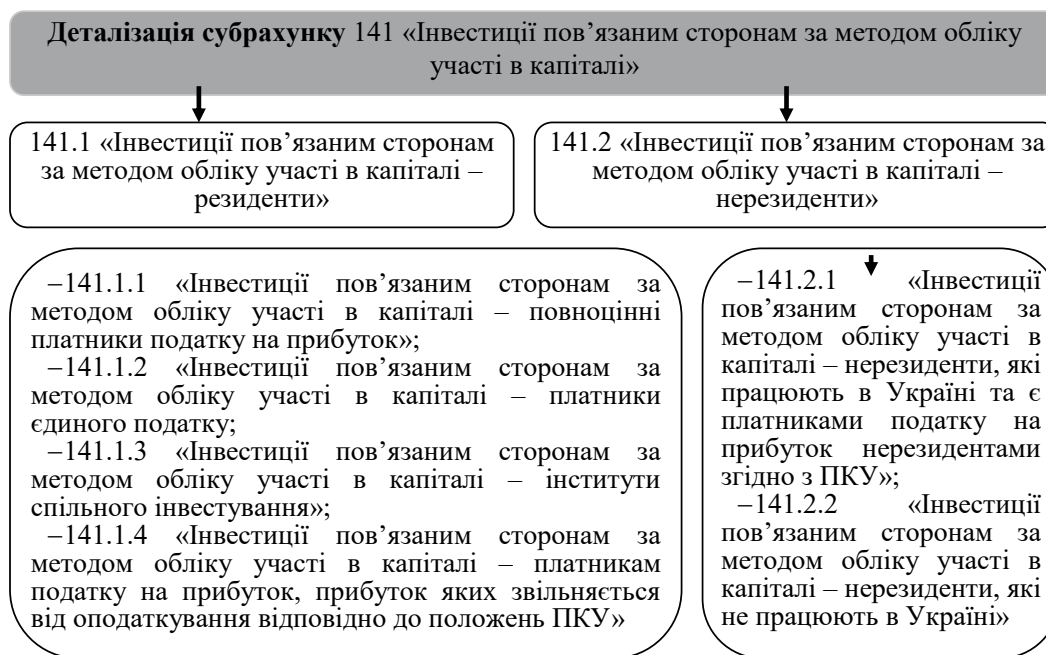 Деталізація субрахунку 141 «Інвестиції пов’язаним сторонам за методом обліку
участі в капіталі»
141.1 «Інвестиції пов’язаним сторонам
за методом обліку участі в капіталі –
резиденти»
141.2 «Інвестиції пов’язаним сторонам за
методом обліку участі в капіталі –
нерезиденти»
–141.1.1 «Інвестиції пов’язаним сторонам за
методом обліку участі в капіталі – повноцінні
платники податку на прибуток»;
–141.1.2 «Інвестиції пов’язаним сторонам за
методом обліку участі в капіталі – платники
єдиного податку;
–141.1.3 «Інвестиції пов’язаним сторонам за
методом обліку участі в капіталі – інститути
спільного інвестування»;
–141.1.4 «Інвестиції пов’язаним сторонам за
методом обліку участі в капіталі – платникам
податку на прибуток, прибуток яких звільняється
від оподаткування відповідно до положень ПКУ»
–141.2.1 «Інвестиції
пов’язаним сторонам за
методом обліку участі в
капіталі – нерезиденти, які
працюють в Україні та є
платниками податку на
прибуток нерезидентами
згідно з ПКУ»;
–141.2.2 «Інвестиції
пов’язаним сторонам за
методом обліку участі в
капіталі – нерезиденти, які
не працюють в Україні»